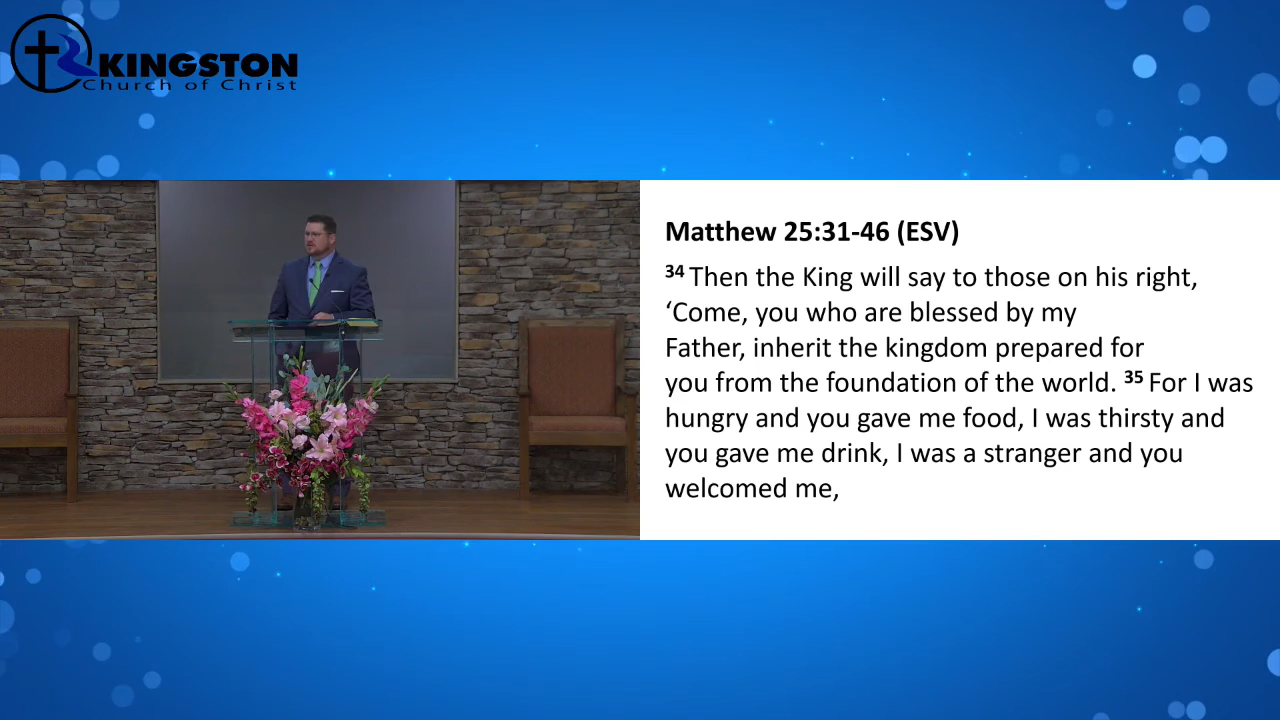 KINGSTON
Church of Christ
Matthew 25:31-46 (ESV)
34 Then the King will say to those on his right,
‘Come, you who are blessed by my
Father, inherit the kingdom prepared for
you from the foundation of the world. 35 For I was
hungry and you gave me food, I was thirsty and
you gave me drink, I was a stranger and you
welcomed me,